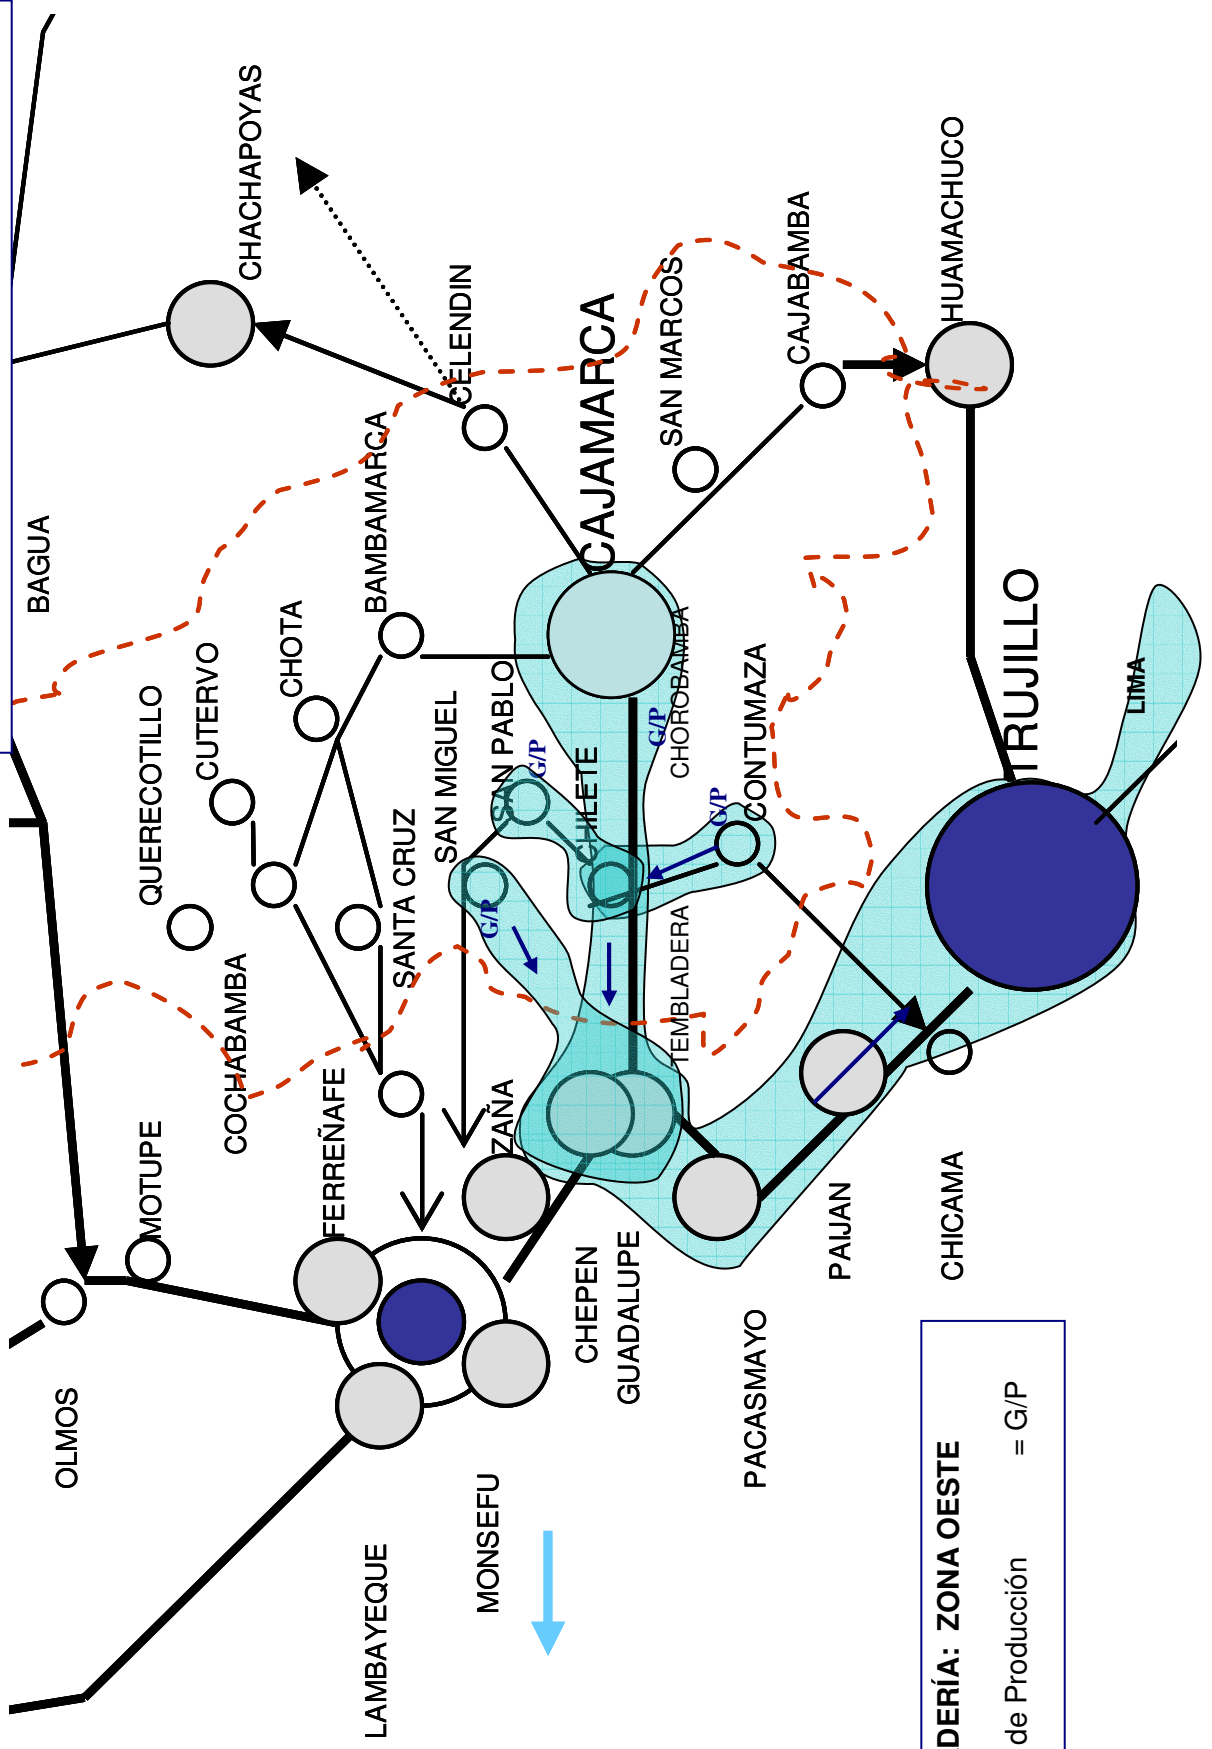 CHACHAPOYAS
BAGUA
CELENDIN
BAMBAMARCA
CAJAMARCA
SAN MARCOS
CAJABAMBA
HUAMACHUCO
CHOTA
CUTERVO
QUERECOTILLO
SANTA CRUZ
SAN MIGUEL
SAN PABLO
G/P
CHILETE
G/P
CHOROBAMBA
G/P
CONTUMAZA
TRUJILLO
LIMA
G/P
TEMBLADERA
COCHABAMBA
MOTUPE
FERREÑAFE
ZAÑA
OLMOS
CHEPEN
GUADALUPE
PACASMAYO
PAIJAN
CHICAMA
LAMBAYEQUE
MONSEFU
DERÍA: ZONA OESTE
de Producción = G/P